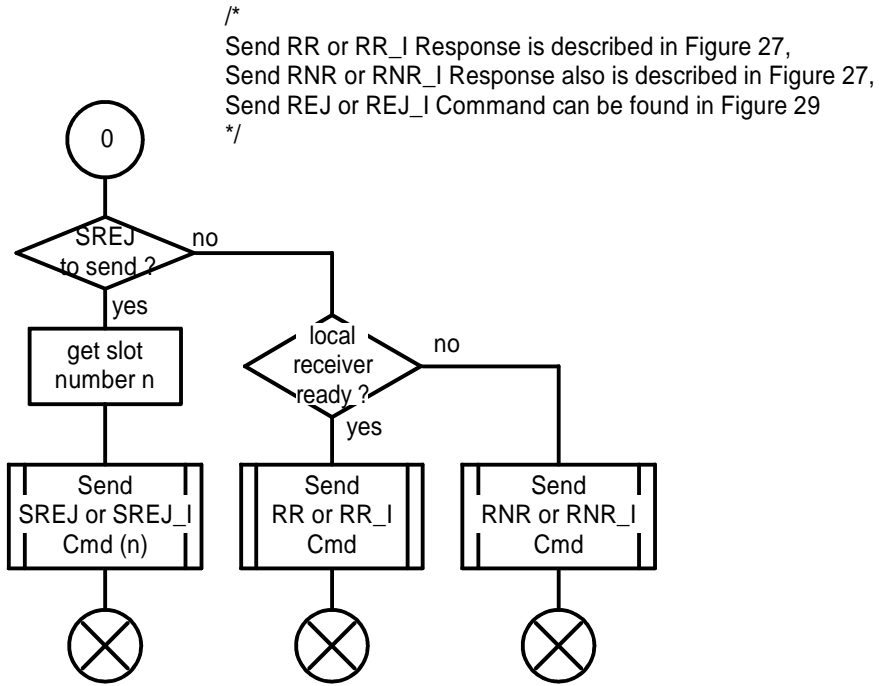 /*
Send RR or RR_I Response is described in Figure 27,
Send RNR or RNR_I Response also is described in Figure 27,
Send REJ or REJ_I Command can be found in Figure 29
*/
0
SREJ
to send ?
no
yes
get slot
number n
local
receiver
ready ?
no
yes
Send
SREJ or SREJ_I
Cmd (n)
Send
RR or RR_I
Cmd
Send
RNR or RNR_I
Cmd